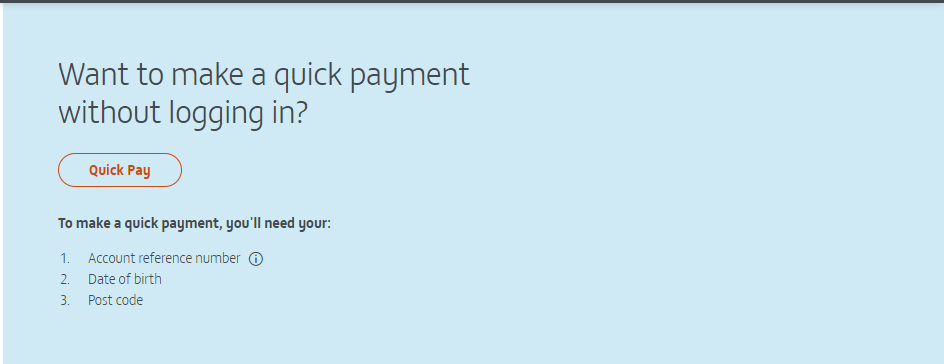 Want to make a quick payment
without logging in?
Quick Pay
To make a quick payment, you'll need your:
1. Account reference number
2. Date of birth
3. Post code